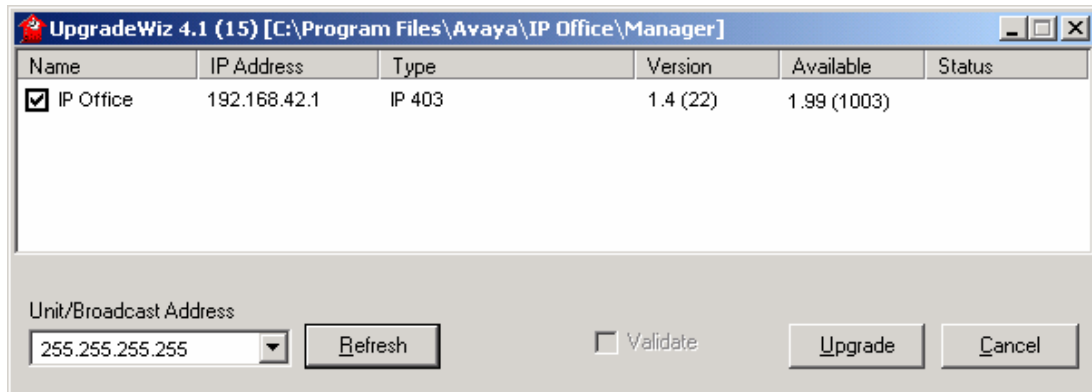 UpgradeWiz 4.1 (15) [C:\Program Files\Avaya\IP Office\Manager]
Name IP Address Type Version Available Status
IP Office 192.168.42.1 IP 403 1.4 (22) 1.99 (1003)
Unit/Broadcast Address
255.255.255.255 Refresh Validate Upgrade Cancel